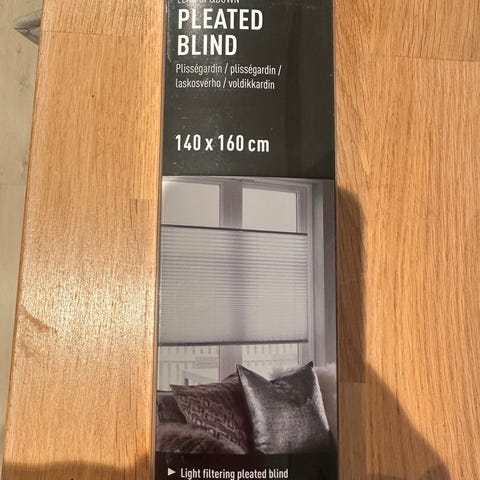 PLEATED
BLIND
Plisségardin / plisségardin /
laskosverho / voldikkardin
140 x 160 cm
► Light filtering pleated blind